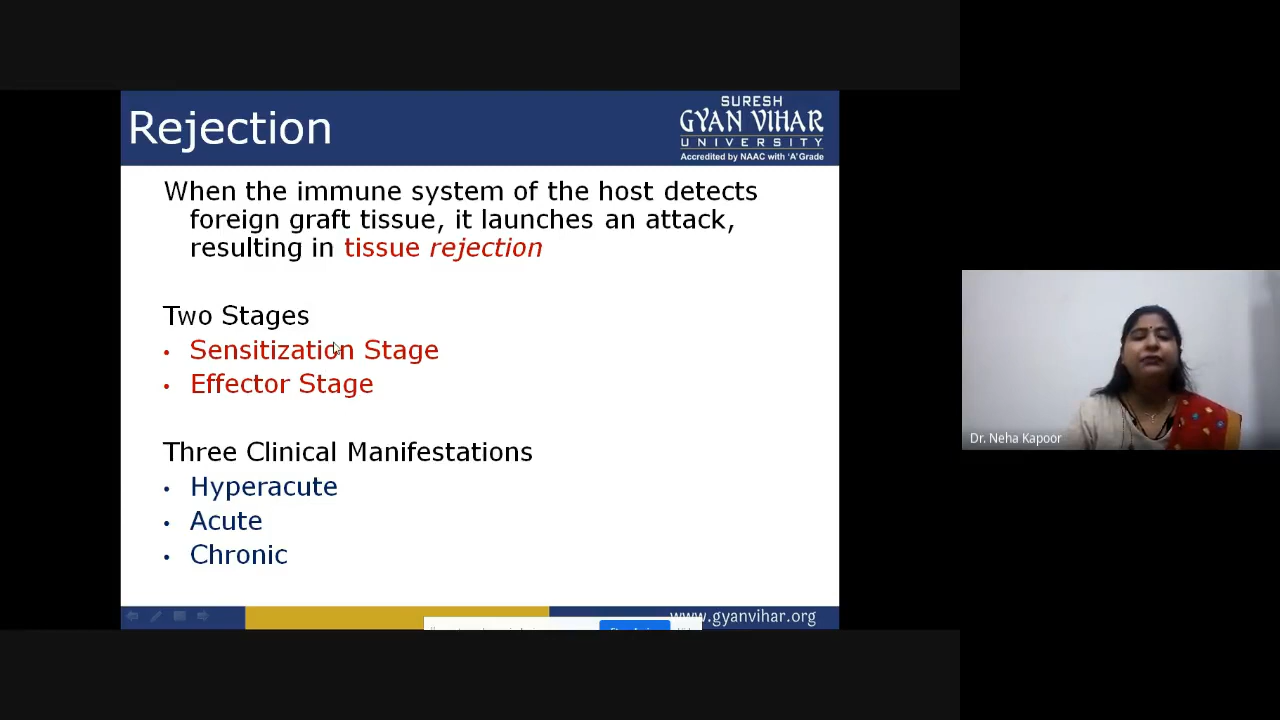 Rejection
SURESH
GYAN VIHAR
UNIVERSITY
Accredited by NAAC with 'A' Grade
When the immune system of the host detects
foreign graft tissue, it launches an attack,
resulting in tissue rejection
Two Stages
• Sensitization Stage
• Effector Stage
Three Clinical Manifestations
• Hyperacute
• Acute
• Chronic
www.gyanvihar.org
Dr. Neha Kapoor